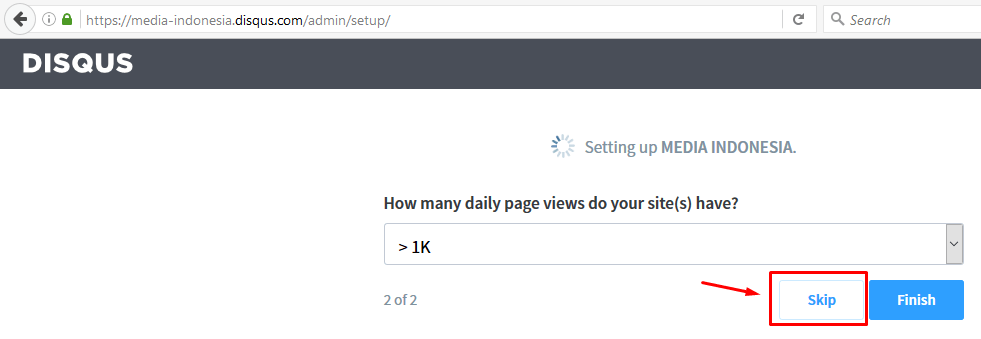 https://media-indonesia.disqus.com/admin/setup/
Search
DISQUS
Setting up MEDIA INDONESIA.
How many daily page views do your site(s) have?
> 1K
2 of 2
Skip
Finish